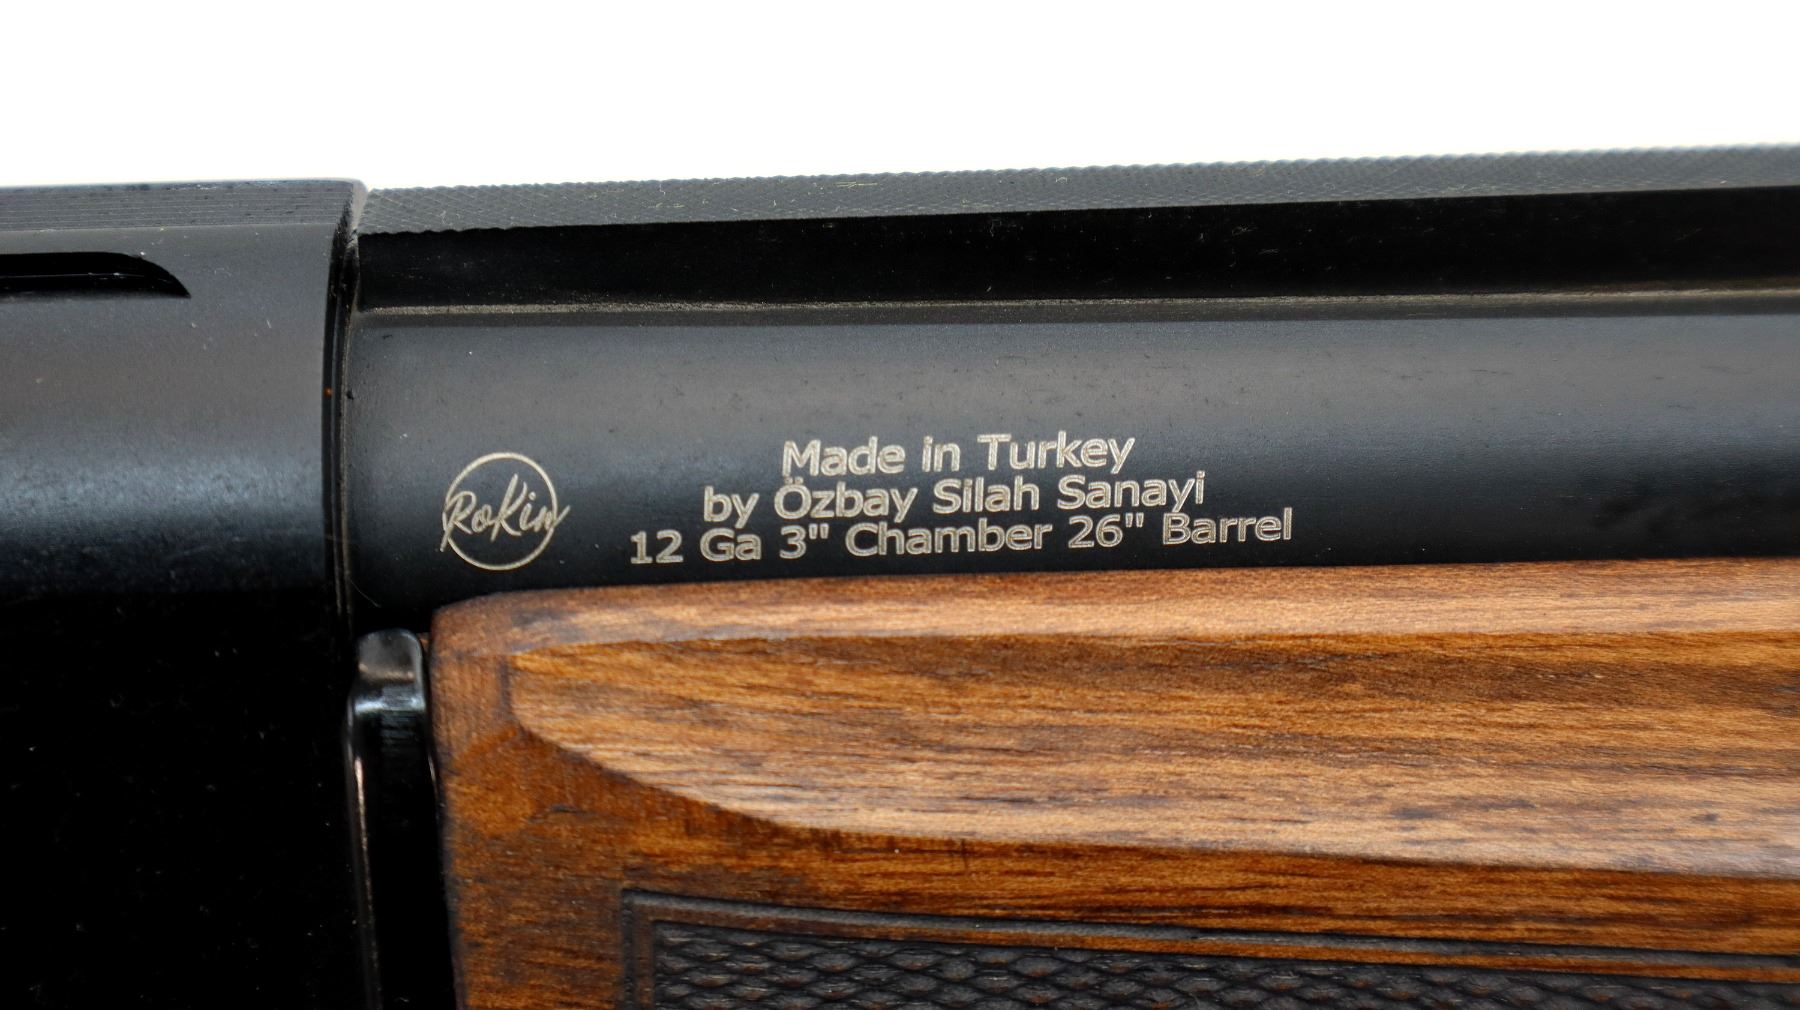 RoKin
Made in Turkey
by Özbay Silah Sanayi
12 Ga 3" Chamber 26" Barrel